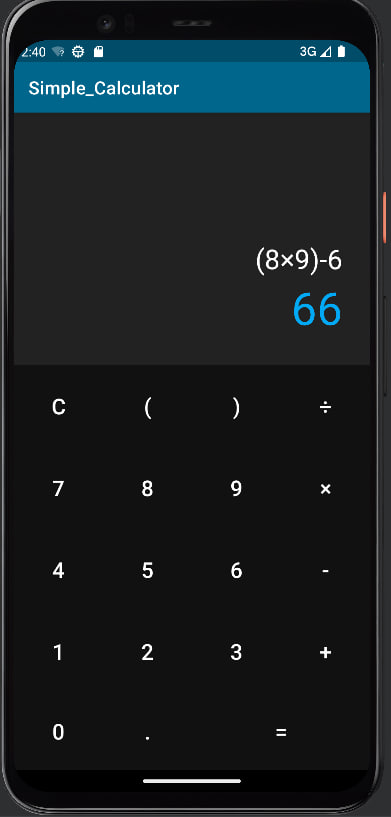 2:40 3G
Simple_Calculator
(8×9)-6
66
C ( ) ÷
7 8 9 ×
4 5 6 -
1 2 3 +
0 . =